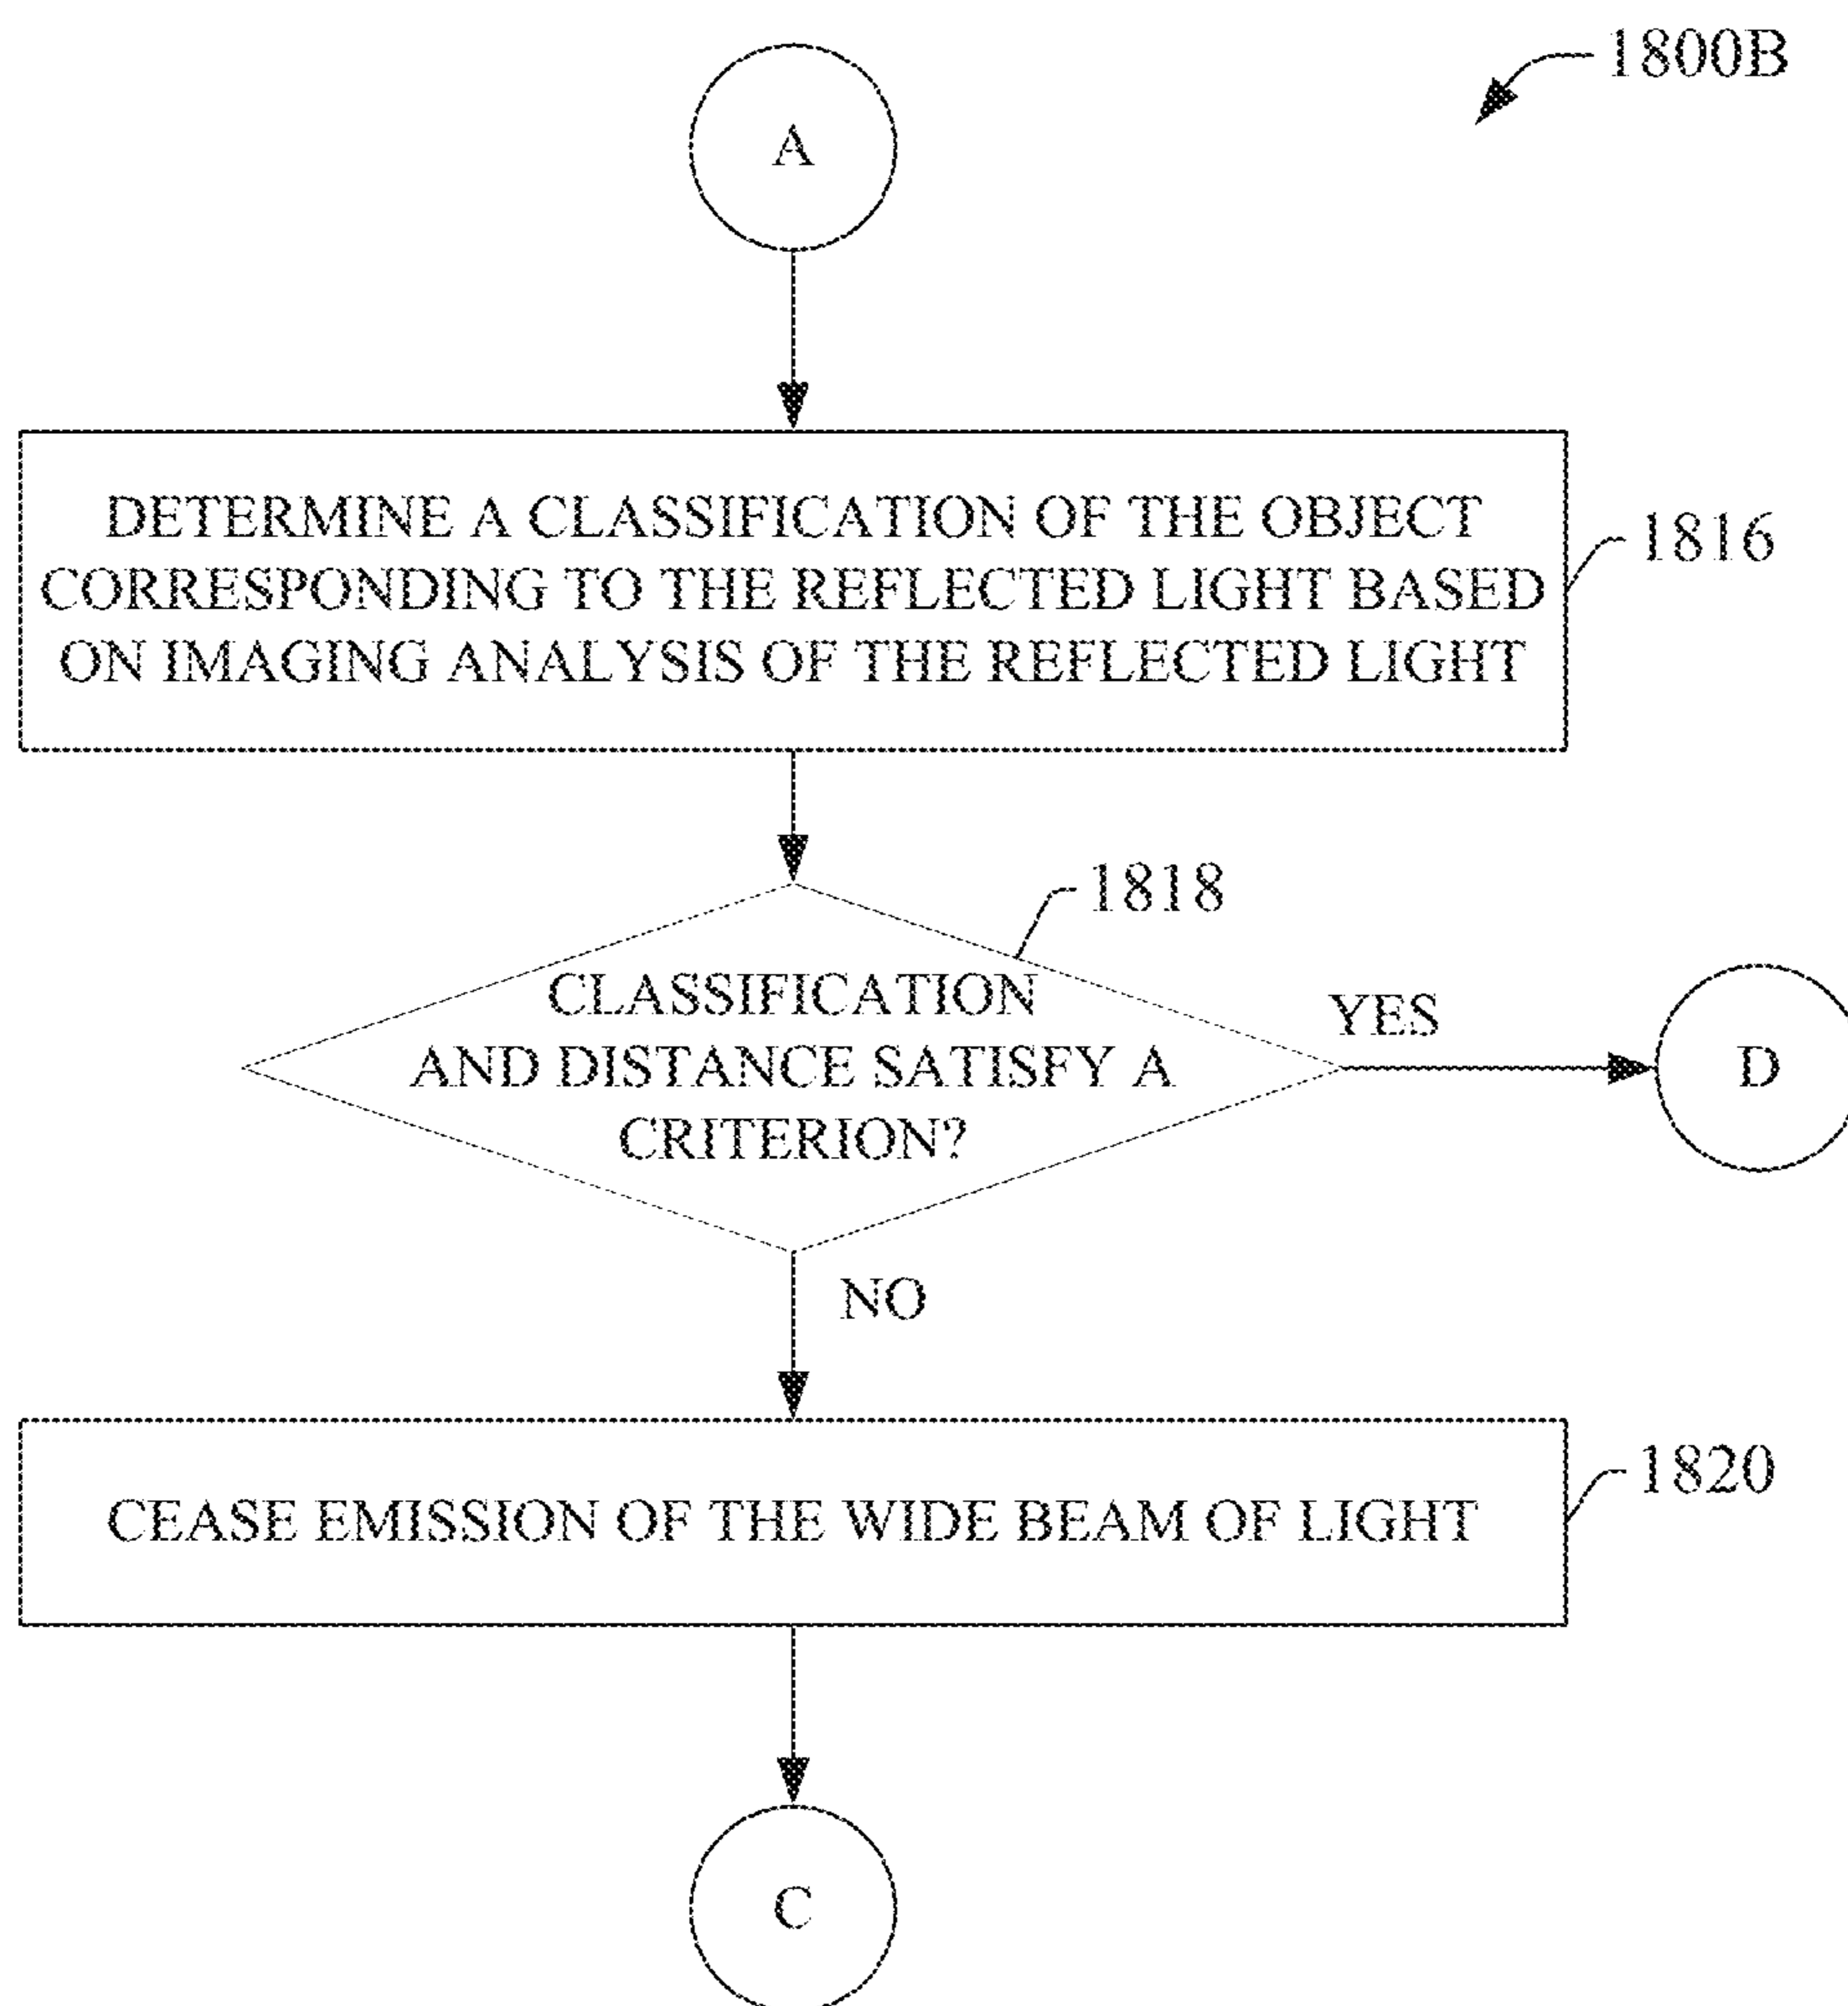 1800B
A
DETERMINE A CLASSIFICATION OF THE OBJECT
CORRESPONDING TO THE REFLECTED LIGHT BASED
ON IMAGING ANALYSIS OF THE REFLECTED LIGHT
1816
1818
CLASSIFICATION
AND DISTANCE SATISFY A
CRITERION?
YES
D
NO
CEASE EMISSION OF THE WIDE BEAM OF LIGHT
1820
C